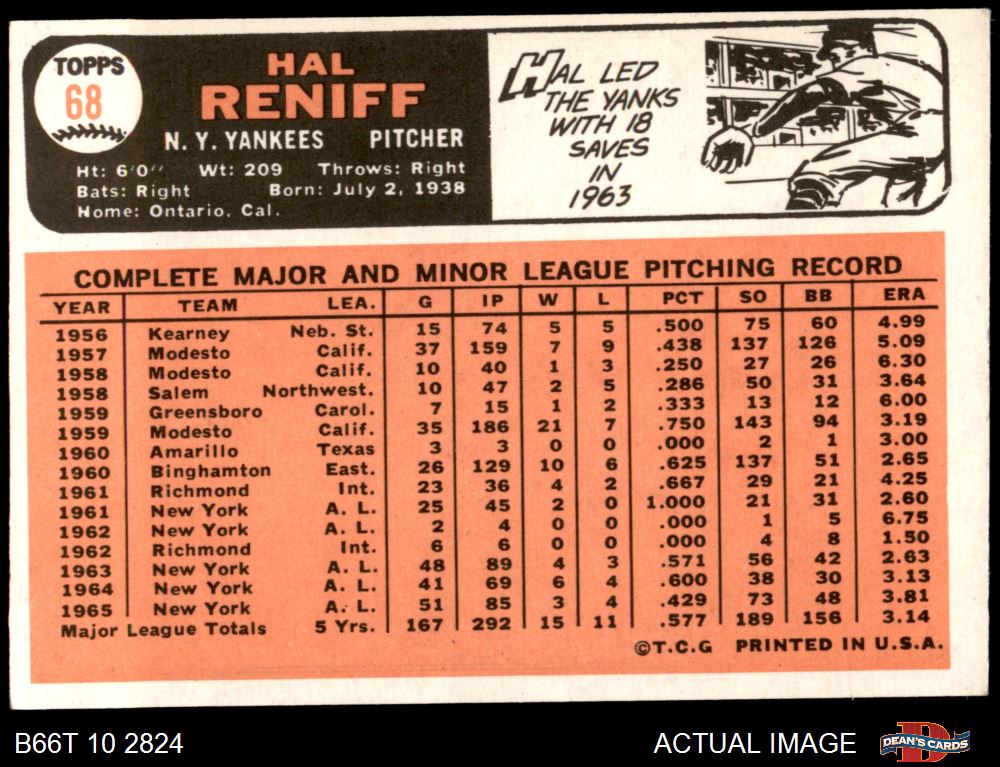 TOPPS
68
HAL
RENIFF
N. Y. YANKEES PITCHER
Ht: 6'0'' Wt: 209 Throws: Right
Bats: Right Born: July 2, 1938
Home: Ontario, Cal.
HAL LED
THE YANKS
WITH 18
SAVES
IN
1963
COMPLETE MAJOR AND MINOR LEAGUE PITCHING RECORD
YEAR TEAM LEA. G IP W L PCT SO BB ERA
1956 Kearney Neb. St. 15 74 5 5 .500 75 60 4.99
1957 Modesto Calif. 37 159 7 9 .438 137 126 5.09
1958 Modesto Calif. 10 40 1 3 .250 27 26 6.30
1958 Salem Northwest. 10 47 2 5 .286 50 31 3.64
1959 Greensboro Carol. 7 15 1 2 .333 13 12 6.00
1959 Modesto Calif. 35 186 21 7 .750 143 94 3.19
1960 Amarillo Texas 3 3 0 0 .000 2 1 3.00
1960 Binghamton East. 26 129 10 6 .625 137 51 2.65
1961 Richmond Int. 23 36 4 2 .667 29 21 4.25
1961 New York A. L. 25 45 2 0 1.000 21 31 2.60
1962 New York A. L. 2 4 0 0 .000 1 5 6.75
1962 Richmond Int. 6 6 0 0 .000 4 8 1.50
1963 New York A. L. 48 89 4 3 .571 56 42 2.63
1964 New York A. L. 41 69 6 4 .600 38 30 3.13
1965 New York A. L. 51 85 3 4 .429 73 48 3.81
Major League Totals 5 Yrs. 167 292 15 11 .577 189 156 3.14
©T.C.G PRINTED IN U.S.A.
B66T 10 2824 ACTUAL IMAGE DEAN'S CARDS